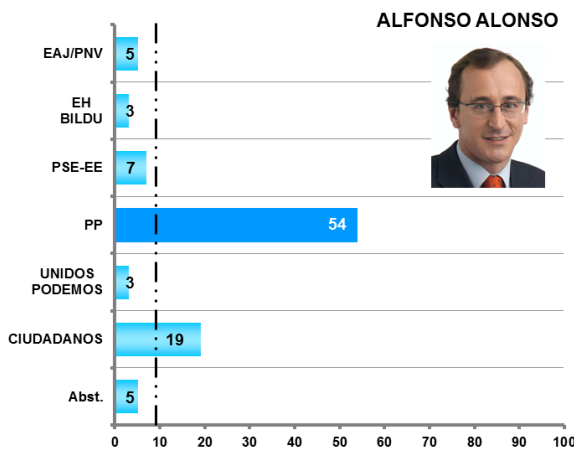 ALFONSO ALONSO
EAJ/PNV 5
EH
BILDU
3
PSE-EE 7
PP 54
UNIDOS
PODEMOS
3
CIUDADANOS 19
Abst. 5
0 10 20 30 40 50 60 70 80 90 100